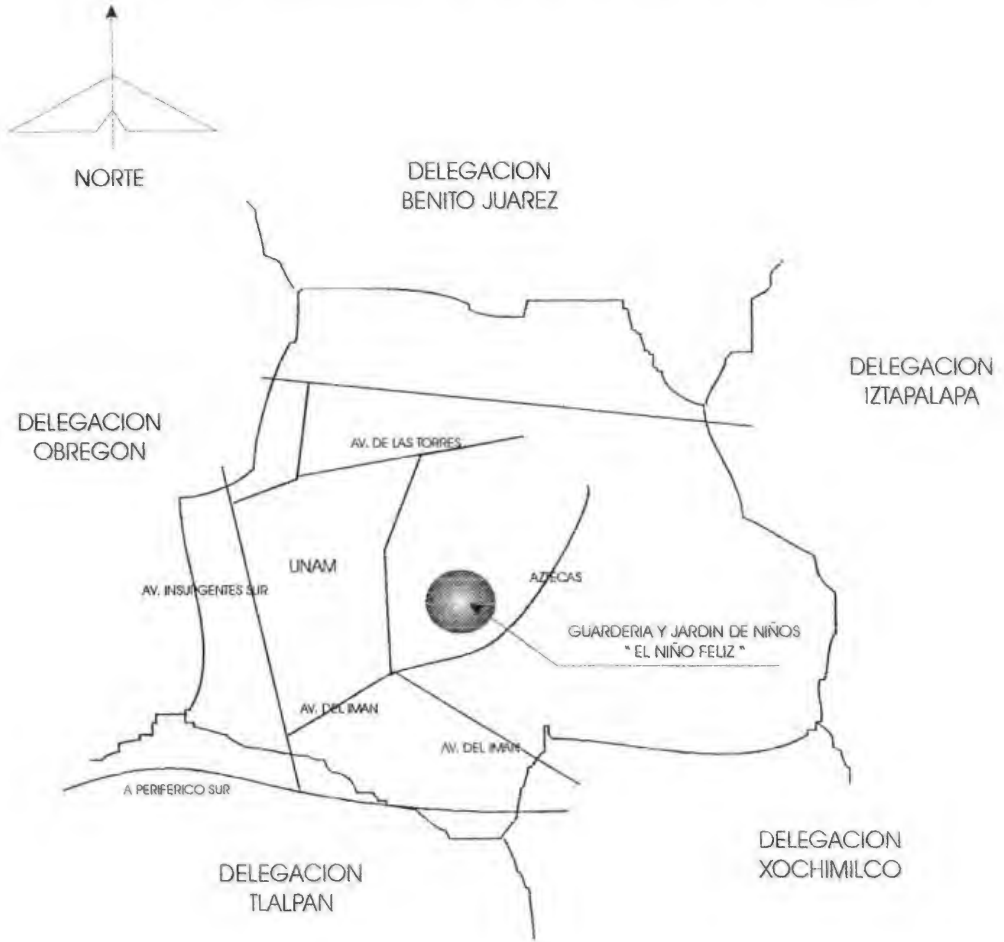 NORTE
DELEGACION
BENITO JUAREZ
DELEGACION
IZTAPALAPA
DELEGACION
OBREGON
AV. DE LAS TORRES
UNAM
AV. INSURGENTES SUR
AZTECAS
GUARDERIA Y JARDIN DE NIÑOS
" EL NIÑO FELIZ "
AV. DEL IMAN
AV. DEL IMAN
A PERIFERICO SUR
DELEGACION
XOCHIMILCO
DELEGACION
TLALPAN